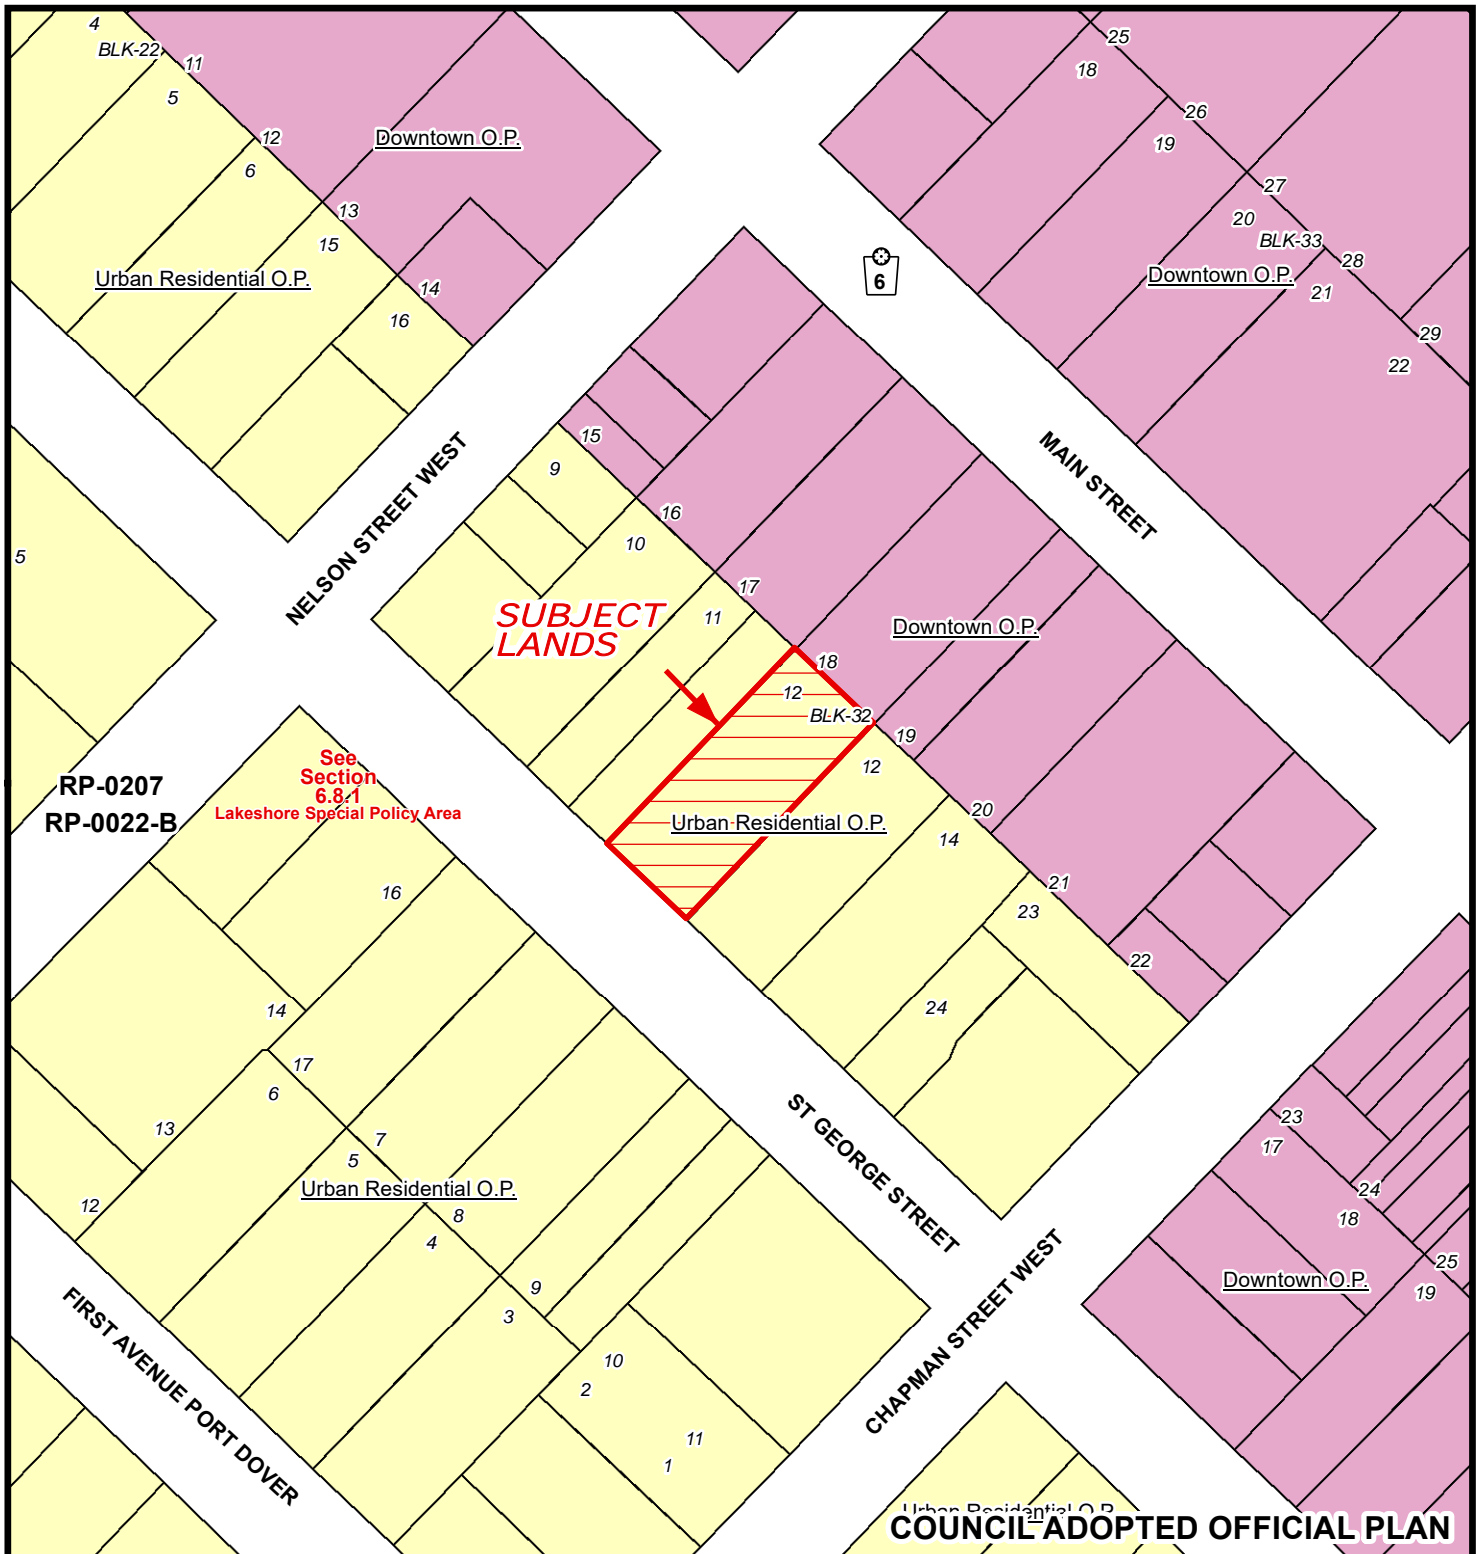 4
BLK-22
11
5
12
6
Downtown O.P.
13
15
Urban Residential O.P.
14
16
25
18
26
19
27
20
BLK-33
28
Downtown O.P.
21
29
22
6
MAIN STREET
NELSON STREET WEST
5
15
9
16
10
17
11
SUBJECT
LANDS
Downtown O.P.
18
12
BLK-32
19
12
20
14
Urban Residential O.P.
21
23
22
24
RP-0207
RP-0022-B
See
Section
6.8.1
Lakeshore Special Policy Area
16
14
17
6
13
7
5
12
Urban Residential O.P.
8
4
9
3
10
2
11
1
ST GEORGE STREET
CHAPMAN STREET WEST
FIRST AVENUE PORT DOVER
23
17
24
18
25
19
Downtown O.P.
Urban Residential O.P.
COUNCIL ADOPTED OFFICIAL PLAN